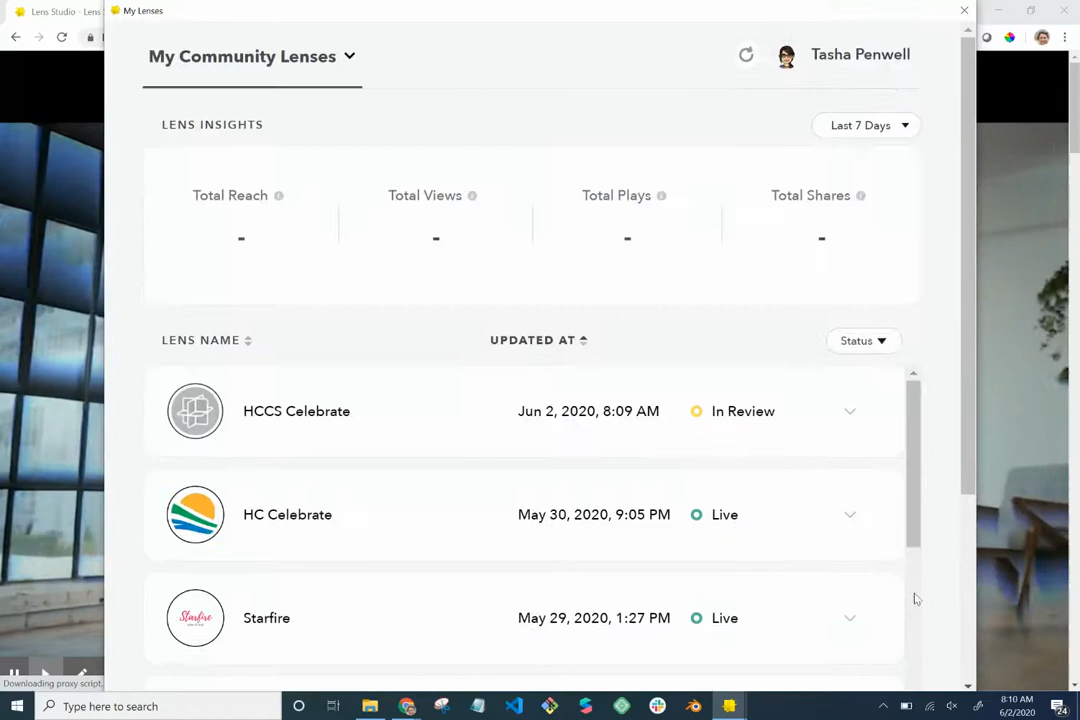 Lens Studio - Lens S
My Lenses
My Community Lenses
Tasha Penwell
LENS INSIGHTS
Last 7 Days
Total Reach
Total Views
Total Plays
Total Shares
-
-
-
-
LENS NAME
UPDATED AT
Status
HCCS Celebrate
Jun 2, 2020, 8:09 AM
In Review
HC Celebrate
May 30, 2020, 9:05 PM
Live
Starfire
Starfire
May 29, 2020, 1:27 PM
Live
Downloading proxy script.
Type here to search
8:10 AM
6/2/2020
24